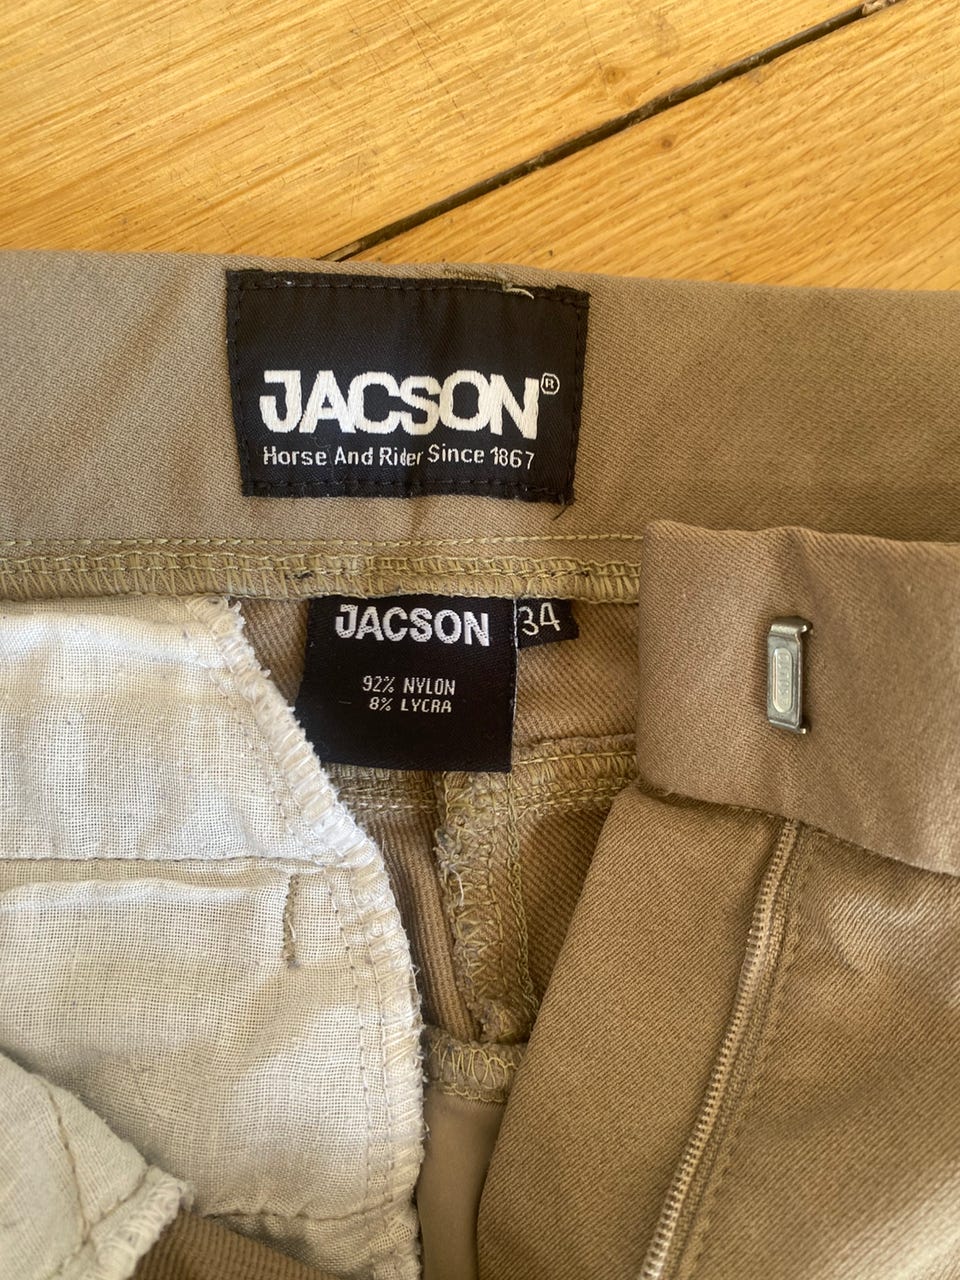 JACSON®
Horse And Rider Since 1867
JACSON
34
92% NYLON
8% LYCRA